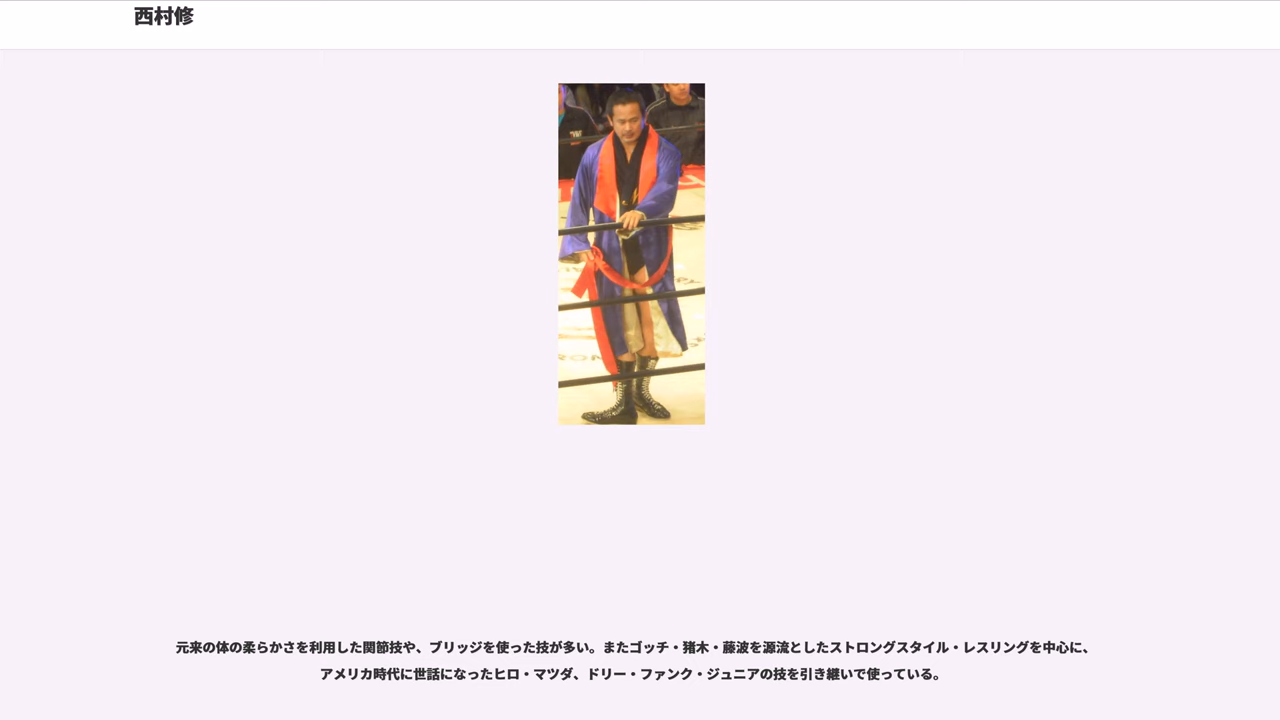 西村修
元来の体の柔らかさを利用した関節技や、ブリッジを使った技が多い。またゴッチ・猪木・藤波を源流としたストロングスタイル・レスリングを中心に、
アメリカ時代に世話になったヒロ・マツダ、ドリー・ファンク・ジュニアの技を引き継いで使っている。